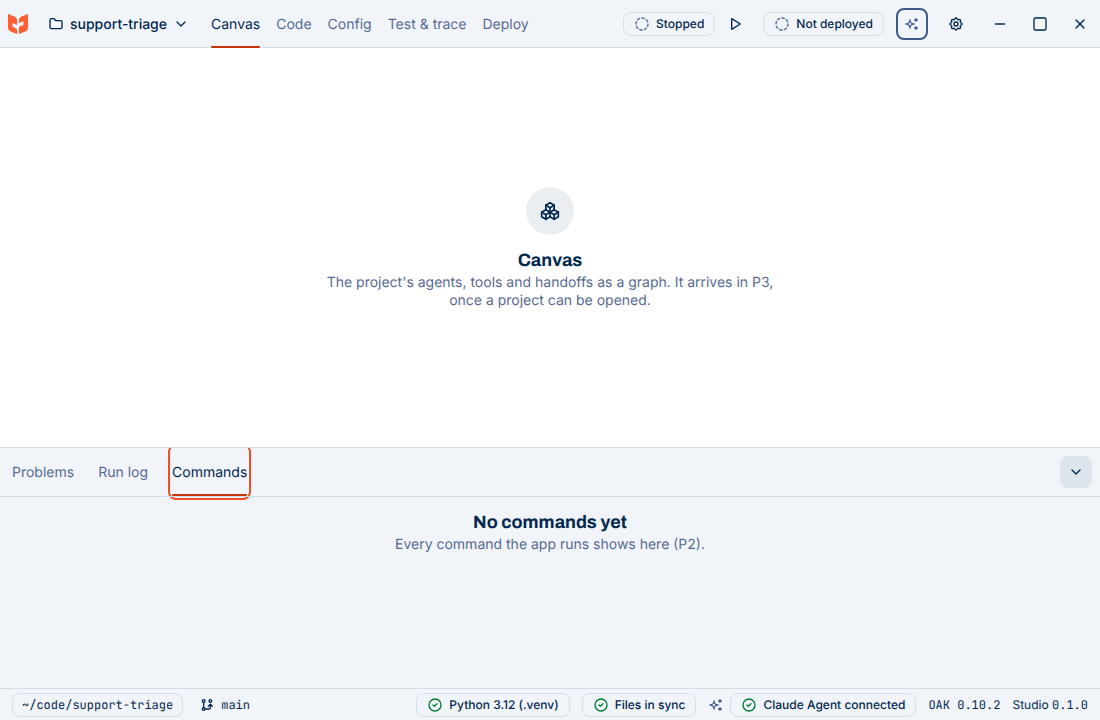 support-triage
Canvas
Code
Config
Test & trace
Deploy
Stopped
Not deployed
Canvas
The project's agents, tools and handoffs as a graph. It arrives in P3,
once a project can be opened.
Problems
Run log
Commands
No commands yet
Every command the app runs shows here (P2).
~/code/support-triage
main
Python 3.12 (.venv)
Files in sync
Claude Agent connected
OAK 0.10.2
Studio 0.1.0